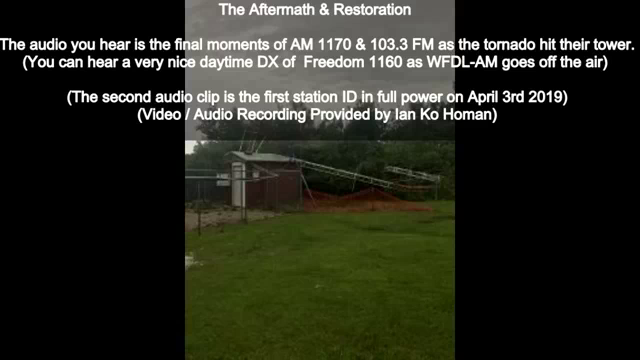 The Aftermath & Restoration
The audio you hear is the final moments of AM 1170 & 103.3 FM as the tornado hit their tower.
(You can hear a very nice daytime DX of  Freedom 1160 as WFDL-AM goes off the air)
(The second audio clip is the first station ID in full power on April 3rd 2019)
(Video / Audio Recording Provided by Ian Ko Homan)